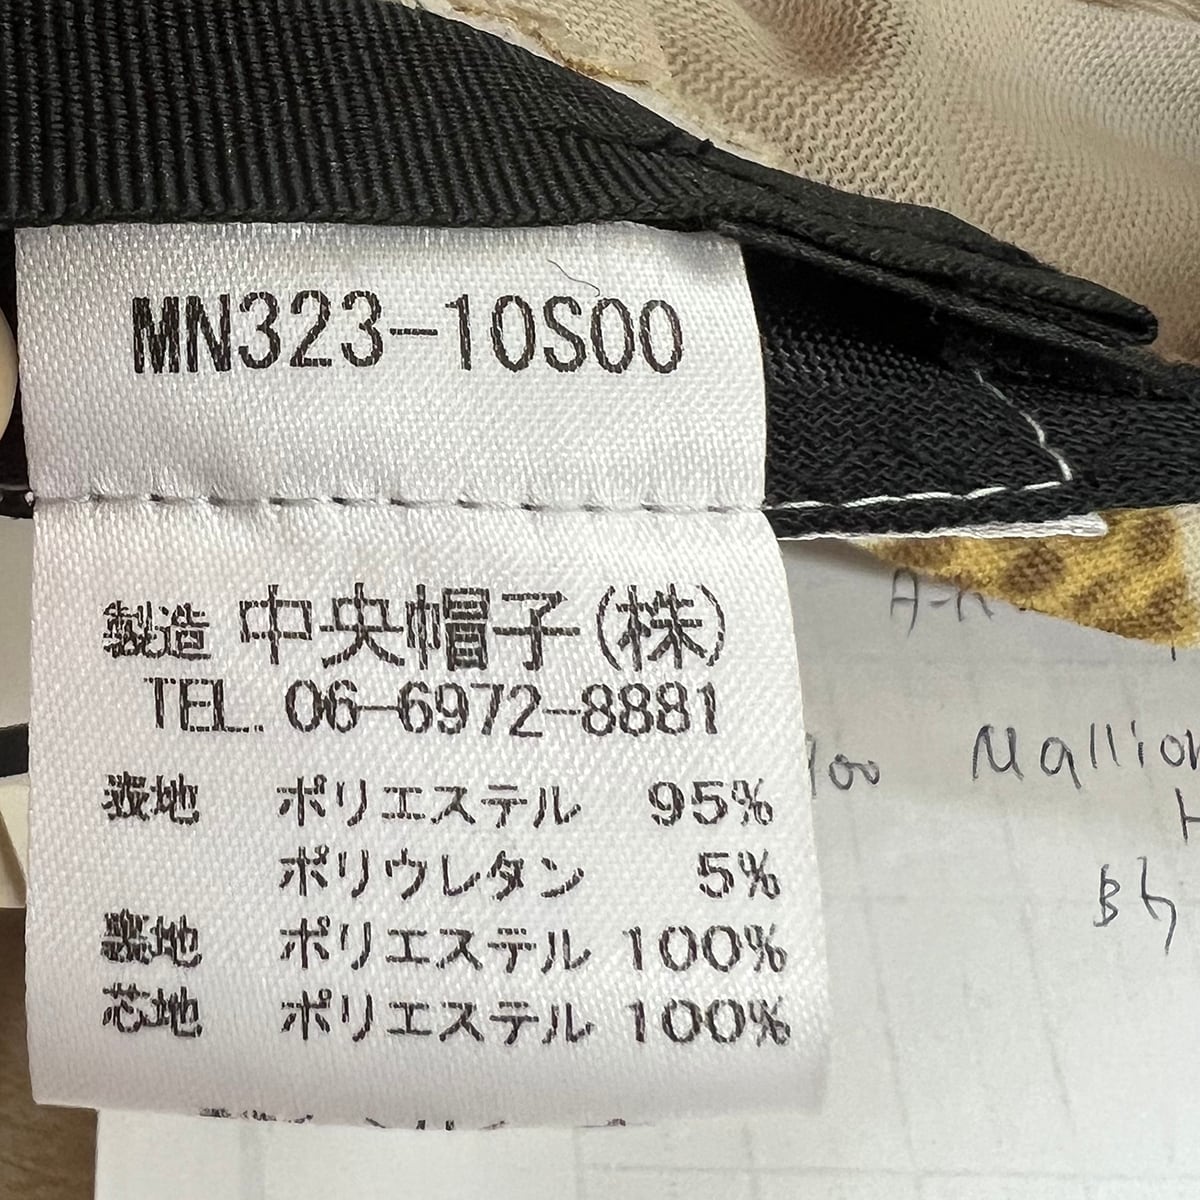 MN323-10S00
製造 中央帽子(株)
TEL. 06-6972-8881
表地 ポリエステル 95%
ポリウレタン 5%
裏地 ポリエステル 100%
芯地 ポリエステル 100%